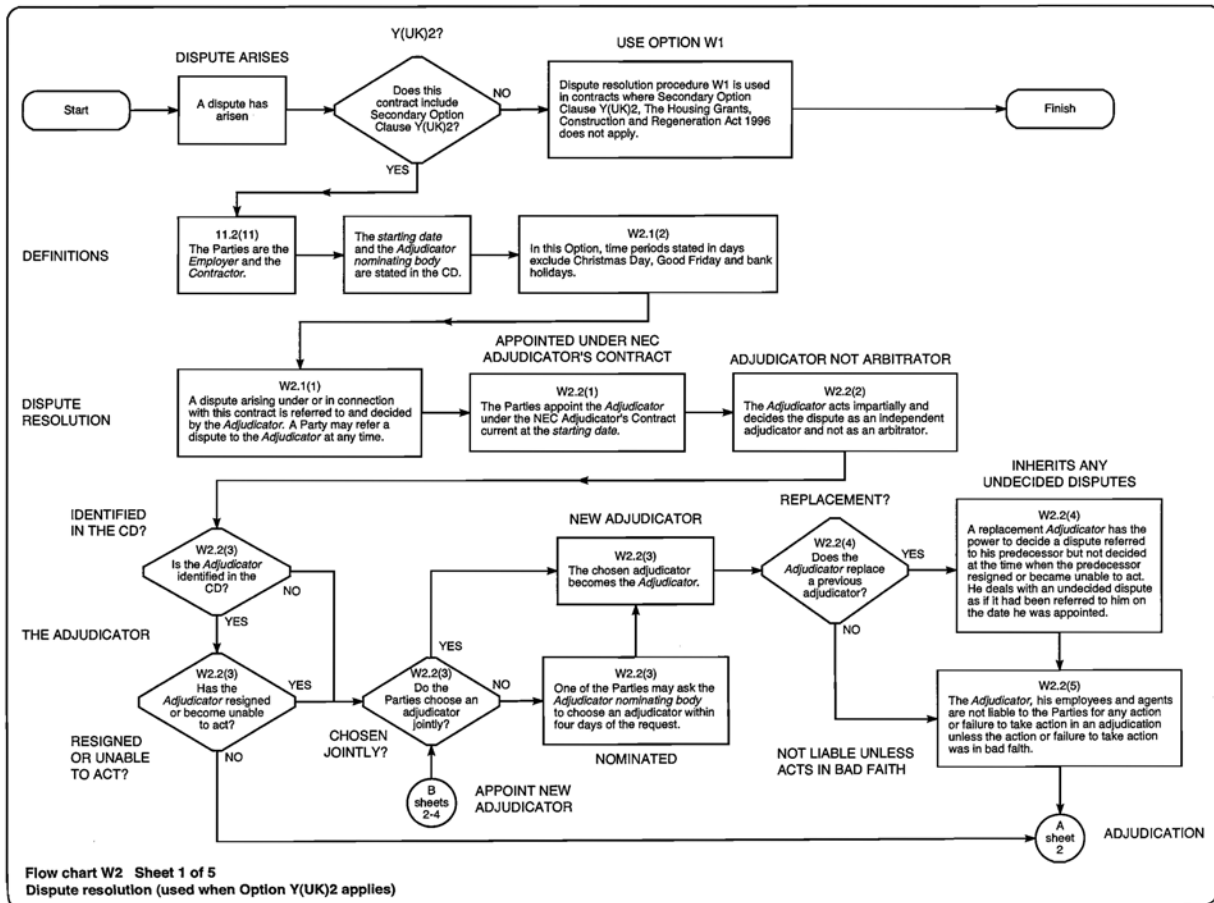 Y(UK)2?
DISPUTE ARISES
USE OPTION W1
Start
A dispute has
arisen
Does this
contract include
Secondary Option
Clause Y(UK)2?
NO
Dispute resolution procedure W1 is used
in contracts where Secondary Option
Clause Y(UK)2, The Housing Grants,
Construction and Regeneration Act 1996
does not apply.
Finish
YES
DEFINITIONS
11.2(11)
The Parties are the
Employer and the
Contractor.
The starting date
and the Adjudicator
nominating body
are stated in the CD.
W2.1(2)
In this Option, time periods stated in days
exclude Christmas Day, Good Friday and bank
holidays.
APPOINTED UNDER NEC
ADJUDICATOR'S CONTRACT
ADJUDICATOR NOT ARBITRATOR
DISPUTE
RESOLUTION
W2.1(1)
A dispute arising under or in connection
with this contract is referred to and decided
by the Adjudicator. A Party may refer a
dispute to the Adjudicator at any time.
W2.2(1)
The Parties appoint the Adjudicator
under the NEC Adjudicator's Contract
current at the starting date.
W2.2(2)
The Adjudicator acts impartially and
decides the dispute as an independent
adjudicator and not as an arbitrator.
INHERITS ANY
UNDECIDED DISPUTES
IDENTIFIED
IN THE CD?
NEW ADJUDICATOR
REPLACEMENT?
W2.2(3)
Is the Adjudicator
identified in the
CD?
NO
YES
W2.2(3)
The chosen adjudicator
becomes the Adjudicator.
W2.2(4)
Does the
Adjudicator replace
a previous
adjudicator?
YES
NO
W2.2(4)
A replacement Adjudicator has the
power to decide a dispute referred
to his predecessor but not decided
at the time when the predecessor
resigned or became unable to act.
He deals with an undecided dispute
as if it had been referred to him on
the date he was appointed.
THE ADJUDICATOR
W2.2(3)
Has the
Adjudicator resigned
or become unable
to act?
YES
NO
RESIGNED
OR UNABLE
TO ACT?
YES
W2.2(3)
Do the
Parties choose an
adjudicator
jointly?
NO
CHOSEN
JOINTLY?
W2.2(3)
One of the Parties may ask the
Adjudicator nominating body
to choose an adjudicator within
four days of the request.
NOMINATED
W2.2(5)
The Adjudicator, his employees and agents
are not liable to the Parties for any action
or failure to take action in an adjudication
unless the action or failure to take action
was in bad faith.
NOT LIABLE UNLESS
ACTS IN BAD FAITH
B
sheets
2-4
APPOINT NEW
ADJUDICATOR
A
sheet
2
ADJUDICATION
Flow chart W2 Sheet 1 of 5
Dispute resolution (used when Option Y(UK)2 applies)